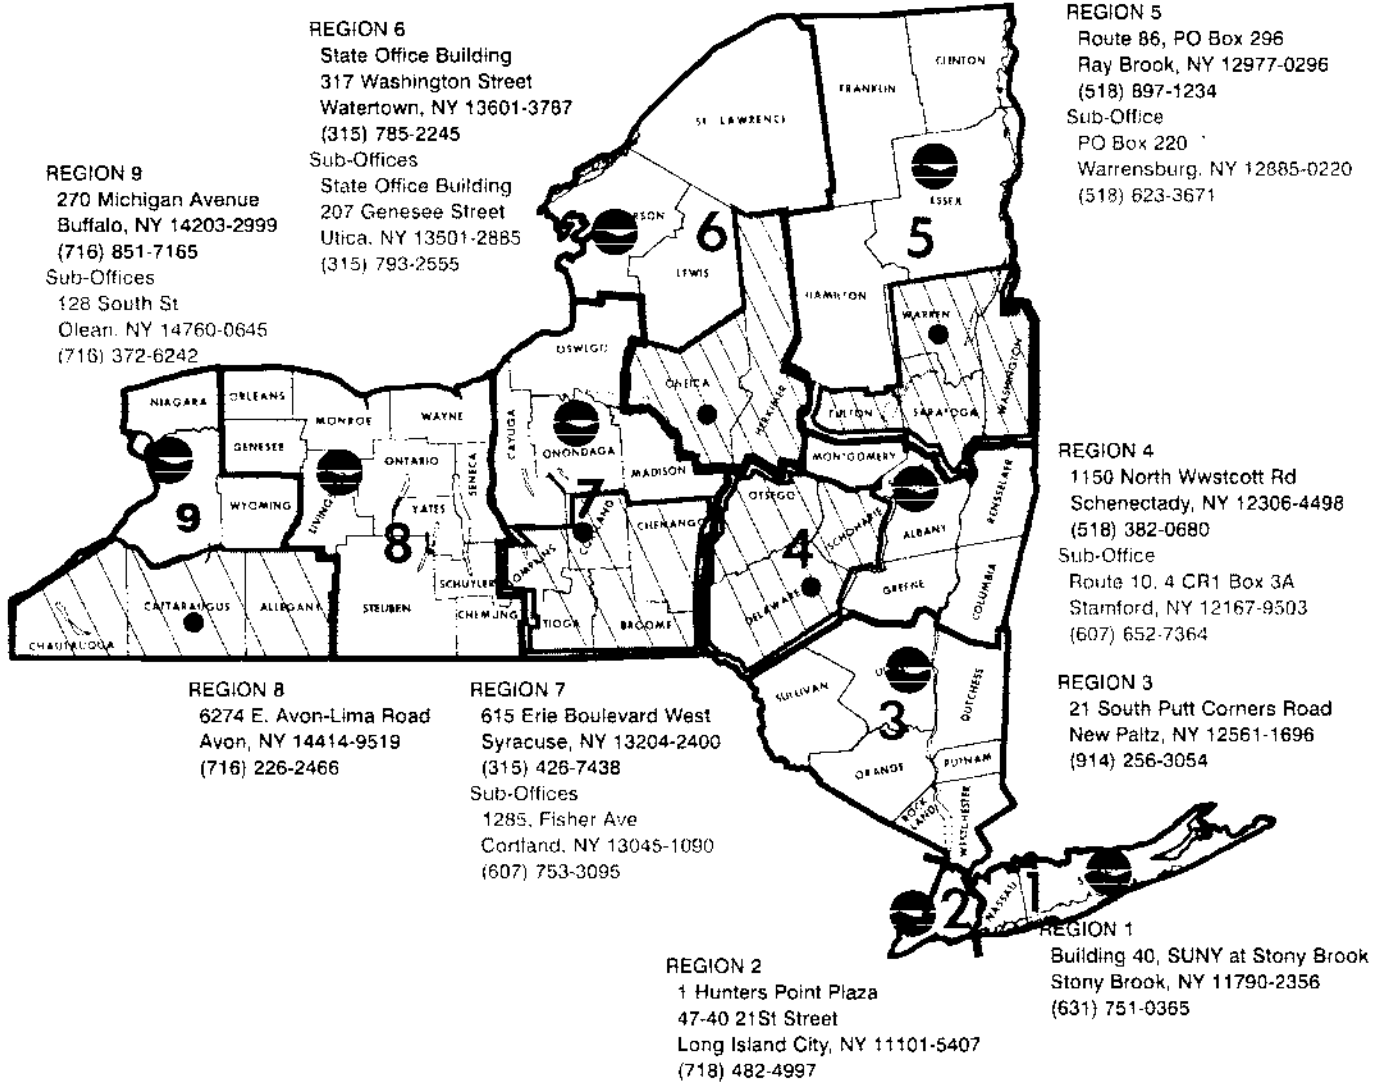 REGION 6
State Office Building
317 Washington Street
Watertown, NY 13601-3787
(315) 785-2245
Sub-Offices
State Office Building
207 Genesee Street
Utica, NY 13501-2885
(315) 793-2555
REGION 5
Route 86, PO Box 296
Ray Brook, NY 12977-0296
(518) 897-1234
Sub-Office
PO Box 220
Warrensburg, NY 12885-0220
(518) 623-3671
REGION 9
270 Michigan Avenue
Buffalo, NY 14203-2999
(716) 851-7165
Sub-Offices
128 South St
Olean, NY 14760-0645
(716) 372-6242
CLINTON
FRANKLIN
ST. LAWRENCE
ESSEX
5
6
LEWIS
HAMILTON
WARREN
WASHINGTON
OSWEGO
ONEIDA
HERKIMER
FULTON
SARATOGA
NIAGARA
ORLEANS
MONROE
WAYNE
CAYUGA
GENESEE
ONTARIO
SENECA
ONONDAGA
MADISON
MONTGOMERY
RENSSELAER
9
WYOMING
LIVING
YATES
8
7
CORTLAND
CHENANGO
OTSEGO
SCHOHARIE
ALBANY
4
TOMPKINS
SCHUYLER
GREENE
COLUMBIA
CATTARAUGUS
ALLEGANY
STEUBEN
CHEMUNG
TIOGA
BROOME
DELAWARE
CHAUTAUQUA
SULLIVAN
DUTCHESS
3
ORANGE
PUTNAM
ROCK
LAND
WESTCHESTER
2
NASSAU
1
REGION 4
1150 North Wwstcott Rd
Schenectady, NY 12306-4498
(518) 382-0680
Sub-Office
Route 10, 4 CR1 Box 3A
Stamford, NY 12167-9503
(607) 652-7364
REGION 3
21 South Putt Corners Road
New Paltz, NY 12561-1696
(914) 256-3054
REGION 8
6274 E. Avon-Lima Road
Avon, NY 14414-9519
(716) 226-2466
REGION 7
615 Erie Boulevard West
Syracuse, NY 13204-2400
(315) 426-7438
Sub-Offices
1285, Fisher Ave
Cortland, NY 13045-1090
(607) 753-3095
REGION 1
Building 40, SUNY at Stony Brook
Stony Brook, NY 11790-2356
(631) 751-0365
REGION 2
1 Hunters Point Plaza
47-40 21St Street
Long Island City, NY 11101-5407
(718) 482-4997